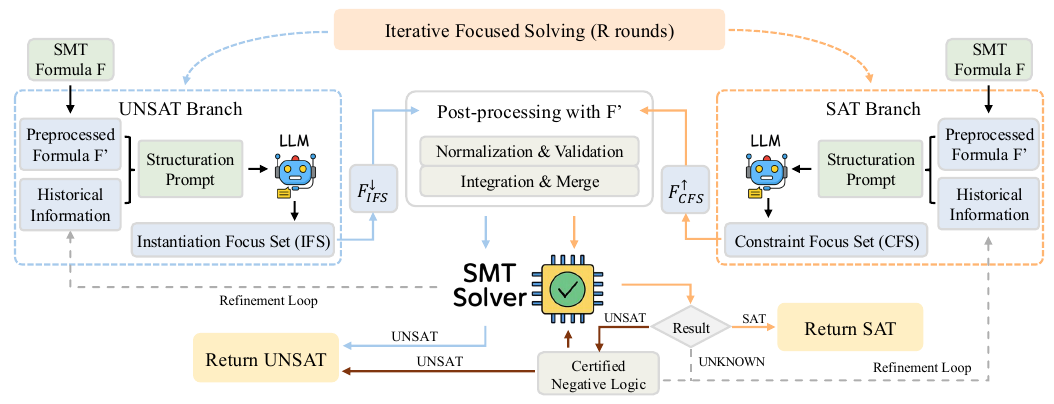 Iterative Focused Solving (R rounds)
SMT
Formula F
UNSAT Branch
Preprocessed
Formula F’
Historical
Information
Structuration
Prompt
LLM
Instantiation Focus Set (IFS)
F↓IFS
Post-processing with F’
Normalization & Validation
Integration & Merge
F↑CFS
SMT
Formula F
SAT Branch
LLM
Structuration
Prompt
Preprocessed
Formula F’
Historical
Information
Constraint Focus Set (CFS)
Refinement Loop
SMT
Solver
UNSAT
Return UNSAT
UNSAT
UNSAT
Result
SAT
Return SAT
UNKNOWN
Certified
Negative Logic
Refinement Loop